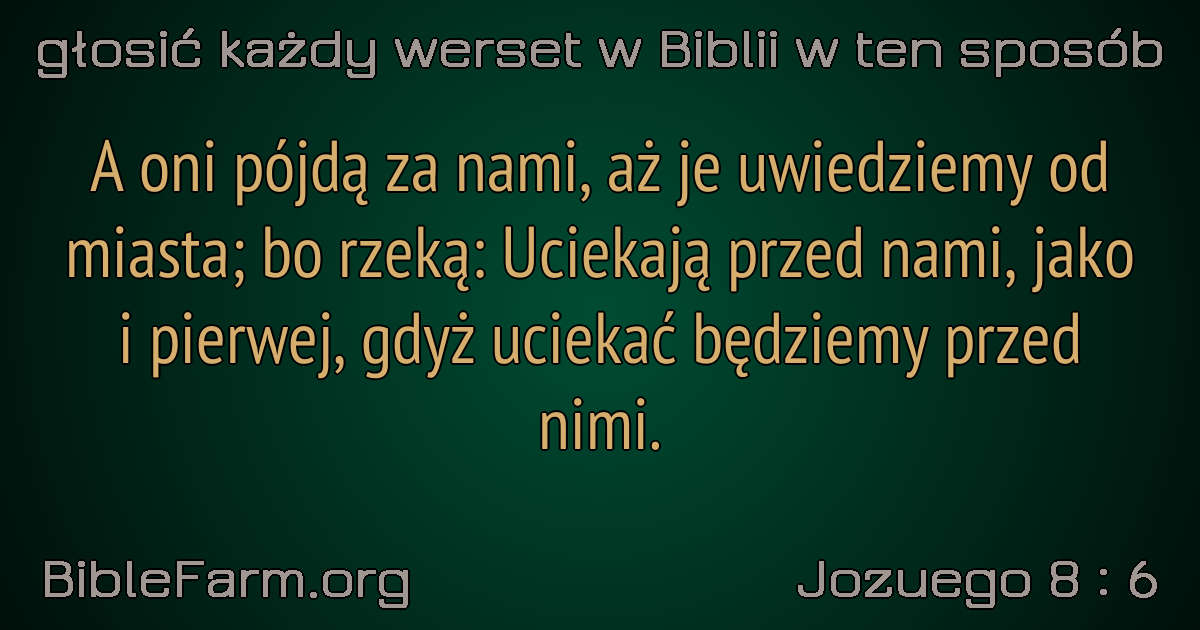 głosić każdy werset w Biblii w ten sposób
A oni pójdą za nami, aż je uwiedziemy od
miasta; bo rzeką: Uciekają przed nami, jako
i pierwej, gdyż uciekać będziemy przed
nimi.
BibleFarm.org
Jozuego 8 : 6